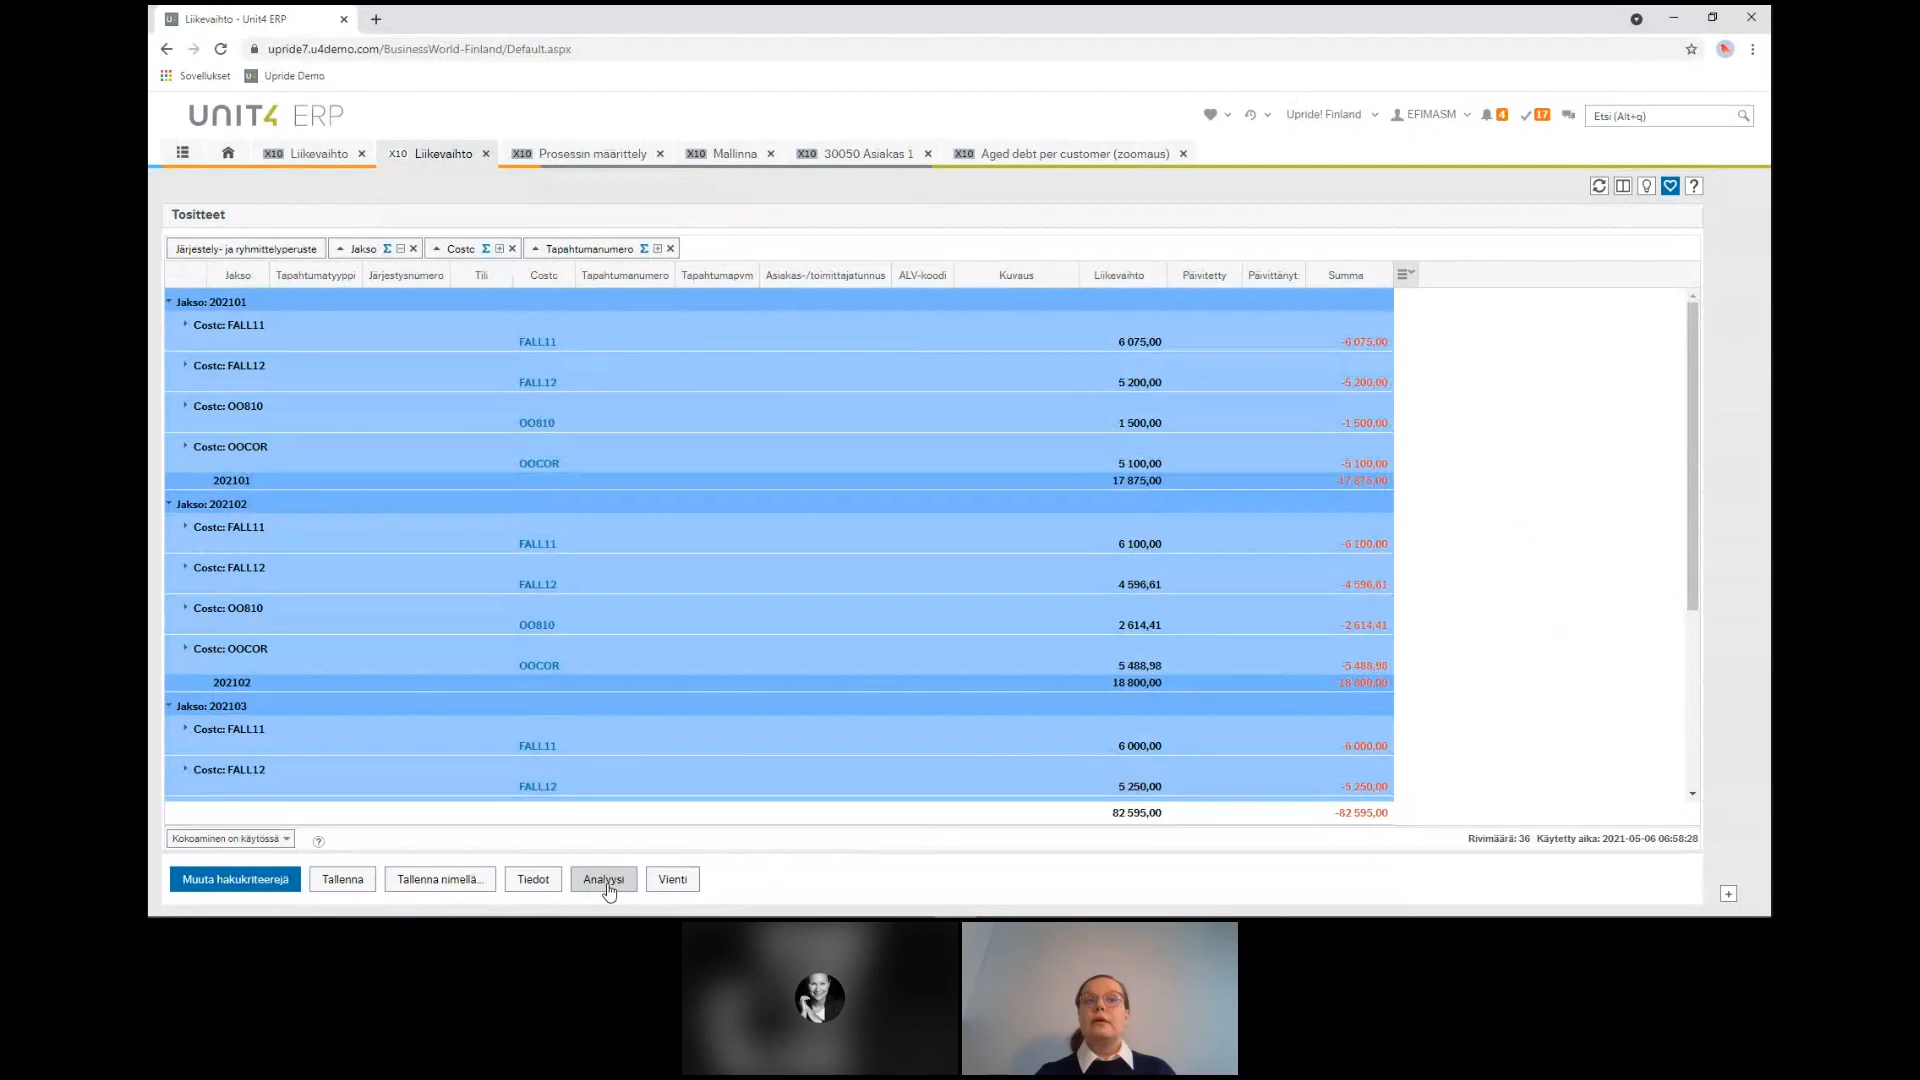 Liikevaihto - Unit4 ERP
upride7.u4demo.com/BusinessWorld-Finland/Default.aspx
Sovellukset Upride Demo
UNIT4 ERP
Upride! Finland EFIMASM 4 17 Etsi (Alt+q)
X10 Liikevaihto X10 Liikevaihto X10 Prosessin määrittely X10 Mallinna X10 30050 Asiakas 1 X10 Aged debt per customer (zoomaus)
Tositteet
Järjestely- ja ryhmittelyperuste Jakso Σ Costc Σ Tapahtumanumero Σ
Jakso Tapahtumatyyppi Järjestysnumero Tili Costc Tapahtumanumero Tapahtumapvm Asiakas-/toimittajatunnus ALV-koodi Kuvaus Liikevaihto Päivitetty Päivittänyt: Summa
Jakso: 202101
Costc: FALL11
FALL11 6 075,00 -6 075,00
Costc: FALL12
FALL12 5 200,00 -5 200,00
Costc: OO810
OO810 1 500,00 -1 500,00
Costc: OOCOR
OOCOR 5 100,00 -5 100,00
202101 17 875,00 -17 875,00
Jakso: 202102
Costc: FALL11
FALL11 6 100,00 -6 100,00
Costc: FALL12
FALL12 4 596,61 -4 596,61
Costc: OO810
OO810 2 614,41 -2 614,41
Costc: OOCOR
OOCOR 5 488,98 -5 488,98
202102 18 800,00 -18 800,00
Jakso: 202103
Costc: FALL11
FALL11 6 000,00 -6 000,00
Costc: FALL12
FALL12 5 250,00 -5 250,00
82 595,00 -82 595,00
Kokoaminen on käytössä Rivimäärä: 36 Käytetty aika: 2021-05-06 06:58:28
Muuta hakukriteerejä Tallenna Tallenna nimellä... Tiedot Analyysi Vienti